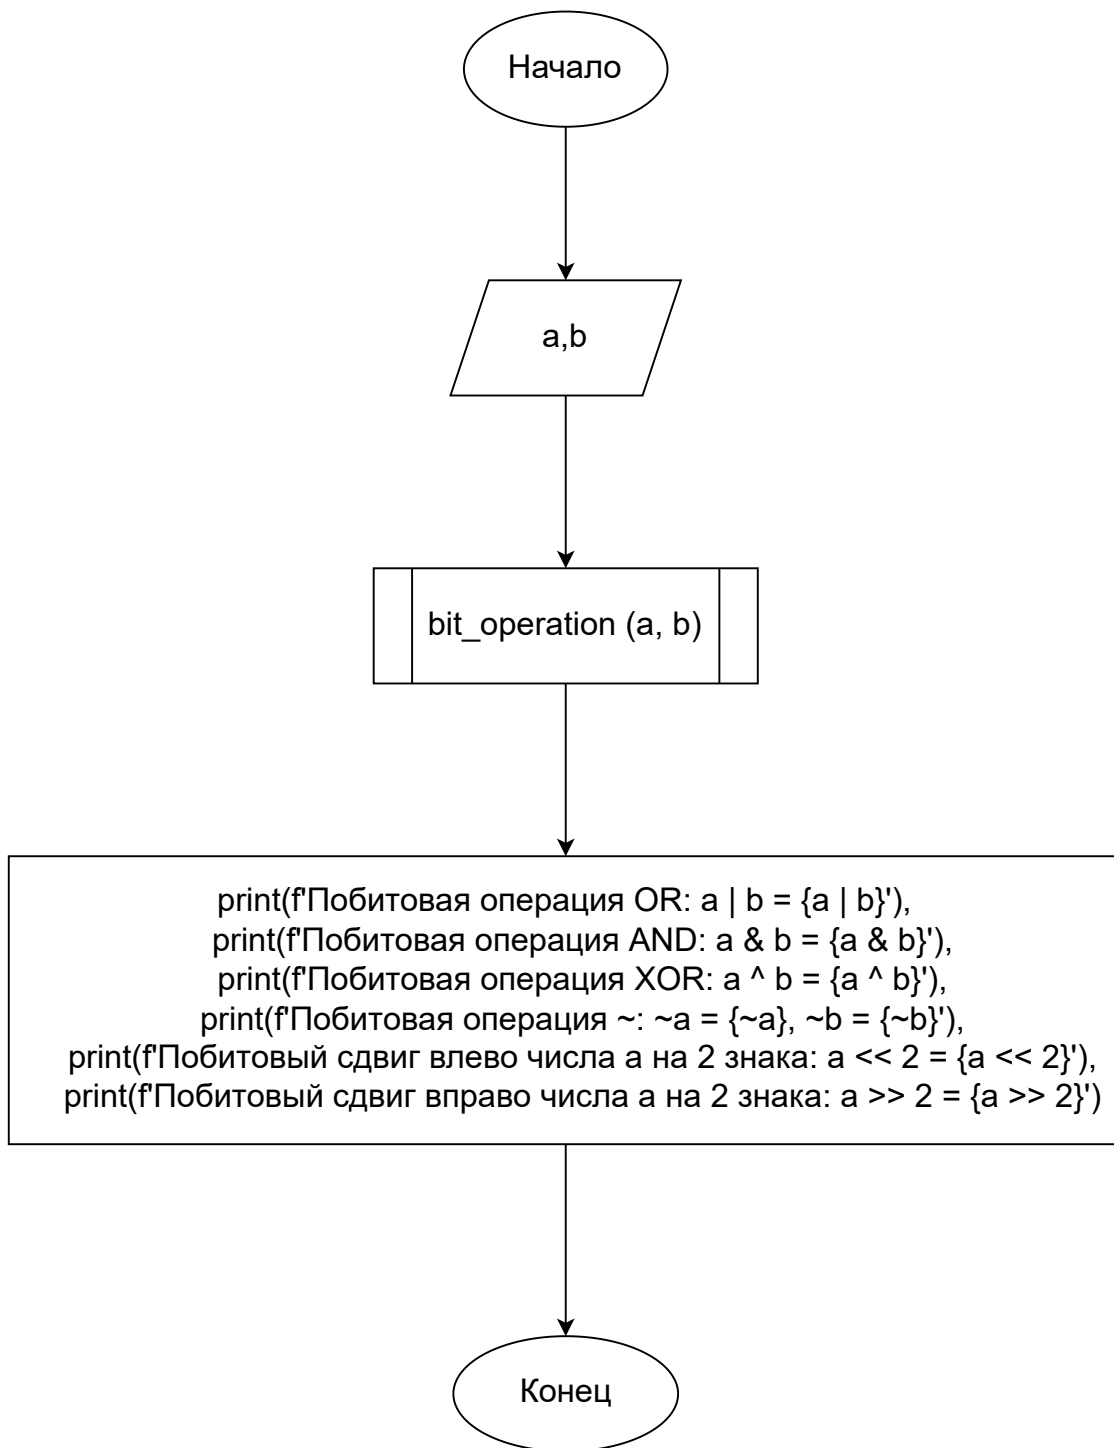 Начало
a,b
bit_operation (a, b)
print(f'Побитовая операция OR: a | b = {a | b}'),
print(f'Побитовая операция AND: a & b = {a & b}'),
print(f'Побитовая операция XOR: a ^ b = {a ^ b}'),
print(f'Побитовая операция ~: ~a = {~a}, ~b = {~b}'),
print(f'Побитовый сдвиг влево числа a на 2 знака: a << 2 = {a << 2}'),
print(f'Побитовый сдвиг вправо числа a на 2 знака: a >> 2 = {a >> 2}')
Конец